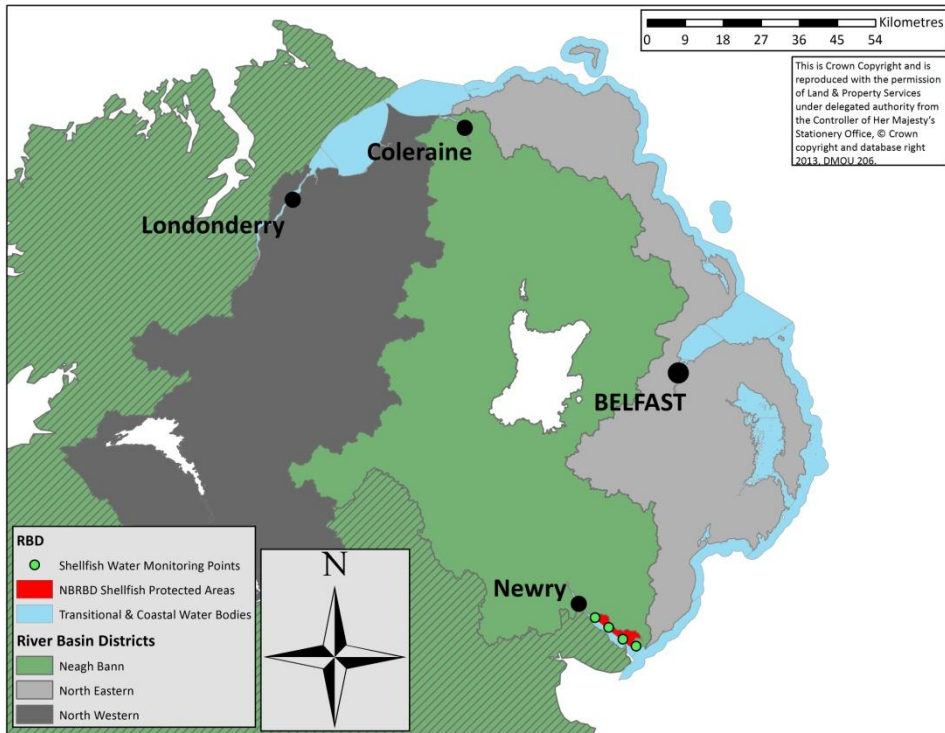 Kilometres
0 9 18 27 36 45 54
This is Crown Copyright and is
reproduced with the permission
of Land & Property Services
under delegated authority from
the Controller of Her Majesty's
Stationery Office, © Crown
copyright and database right
2013. DMOU 206.
Coleraine
Londonderry
BELFAST
Newry
N
RBD
Shellfish Water Monitoring Points
NBRBD Shellfish Protected Areas
Transitional & Coastal Water Bodies
River Basin Districts
Neagh Bann
North Eastern
North Western